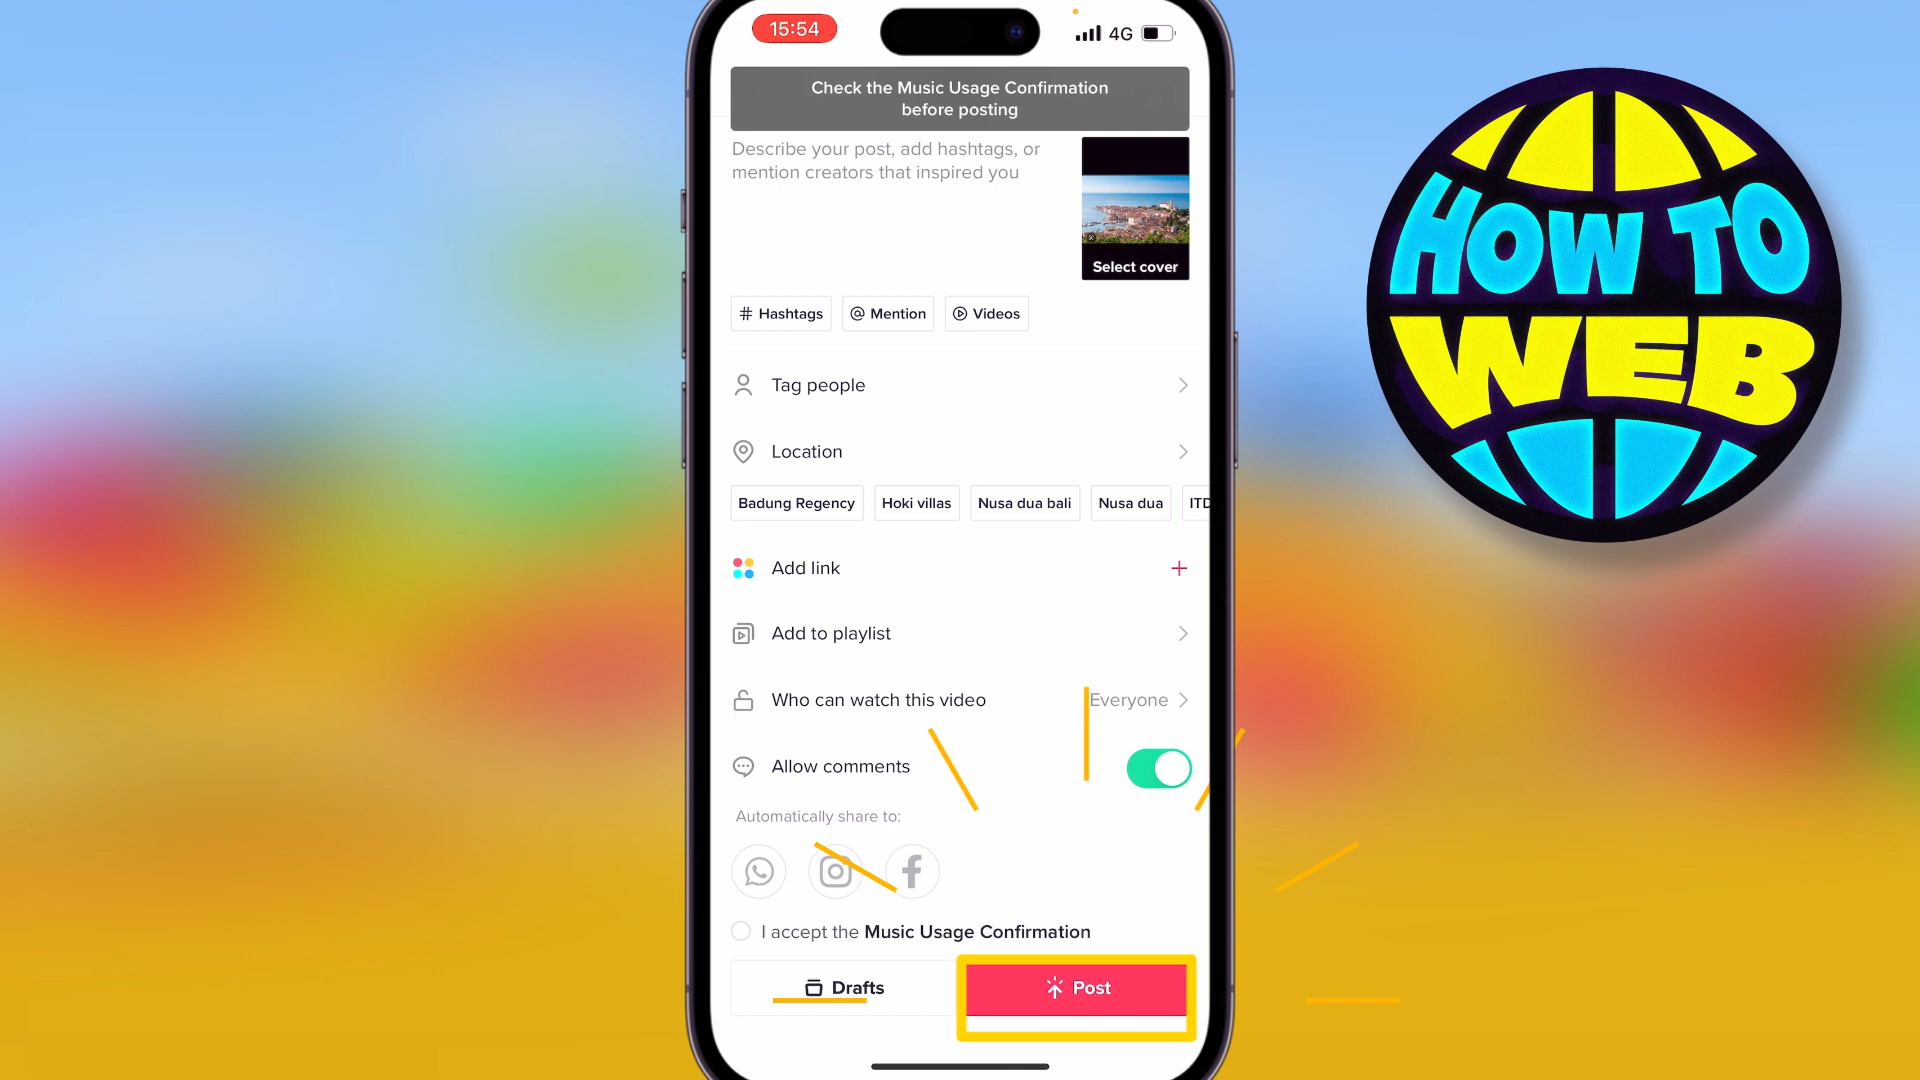 15:54
4G
Check the Music Usage Confirmation
before posting
Describe your post, add hashtags, or
mention creators that inspired you
Select cover
# Hashtags
@ Mention
Videos
Tag people
Location
Badung Regency
Hoki villas
Nusa dua bali
Nusa dua
ITD
Add link
Add to playlist
Who can watch this video
Everyone
Allow comments
Automatically share to:
I accept the Music Usage Confirmation
Drafts
Post
HOW TO
WEB